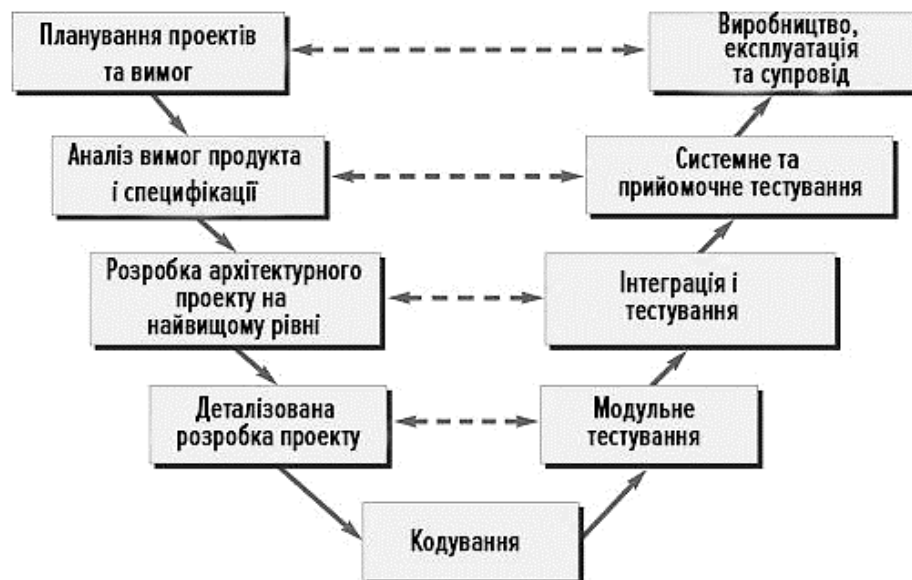 Планування проектів
та вимог
Виробництво,
експлуатація
та супровід
Аналіз вимог продукта
і специфікації
Системне та
прийомочне тестування
Розробка архітектурного
проекту на
найвищому рівні
Інтеграція і
тестування
Деталізована
розробка проекту
Модульне
тестування
Кодування